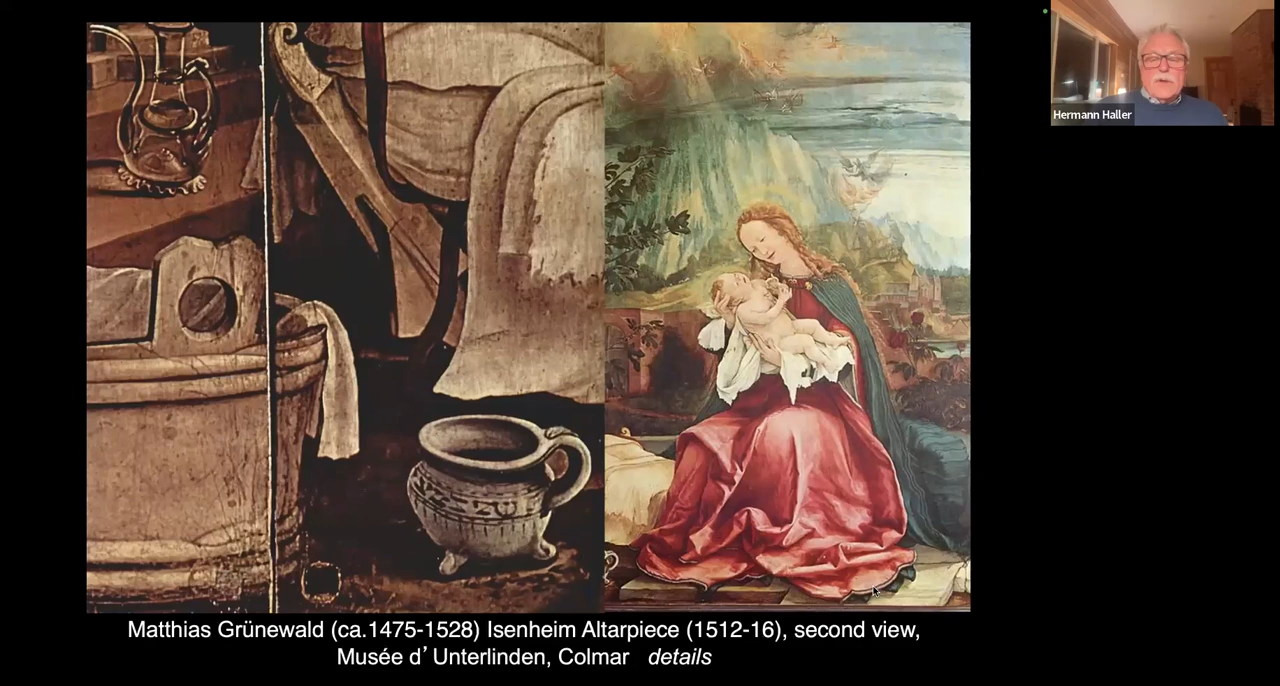 Hermann Haller
Matthias Grünewald (ca.1475-1528) Isenheim Altarpiece (1512-16), second view,
Musée d’Unterlinden, Colmar details